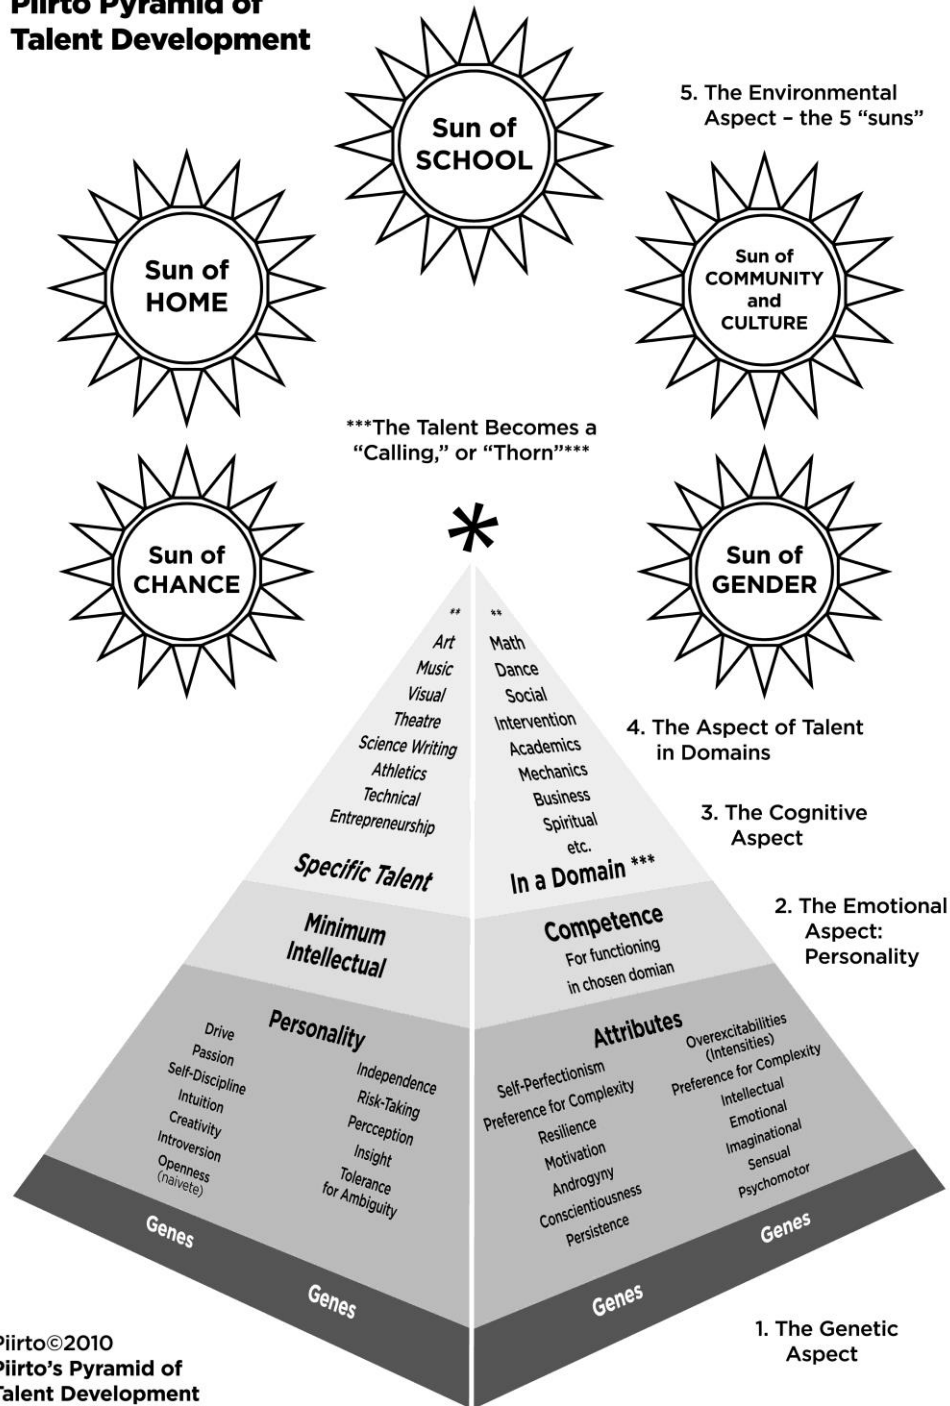 Piirto Pyramid of
Talent Development
Sun of
SCHOOL
5. The Environmental
Aspect – the 5 “suns”
Sun of
HOME
Sun of
COMMUNITY
and
CULTURE
***The Talent Becomes a
“Calling,” or “Thorn”***
*
Sun of
CHANCE
Sun of
GENDER
**
Art
Music
Visual
Theatre
Science Writing
Athletics
Technical
Entrepreneurship
Specific Talent
**
Math
Dance
Social
Intervention
Academics
Mechanics
Business
Spiritual
etc.
In a Domain ***
4. The Aspect of Talent
in Domains
3. The Cognitive
Aspect
2. The Emotional
Aspect:
Personality
Minimum
Intellectual
Competence
For functioning
in chosen domian
Personality
Drive
Passion
Self-Discipline
Intuition
Creativity
Introversion
Openness
(naivete)
Independence
Risk-Taking
Percception
Insight
Tolerance
for Ambiguity
Attributes
Self-Perfectionism
Preference for Complexity
Resilience
Motivation
Androgyny
Conscientiousness
Persistence
Overexcitabilities
(Intensities)
Preference for Complexity
Intellectual
Emotional
Imaginational
Sensual
Psychomotor
Genes
Genes
Genes
Genes
1. The Genetic
Aspect
Piirto©2010
Piirto’s Pyramid of
Talent Development